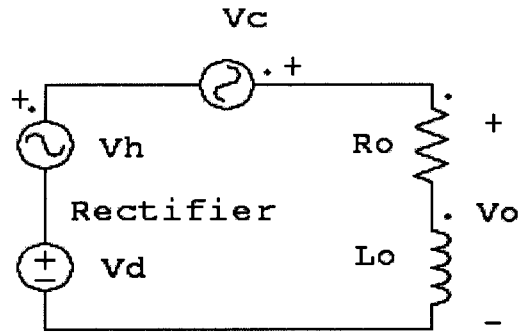 Vc
+
+
Vh
Ro
+
Rectifier
Vo
+
−
Vd
Lo
−